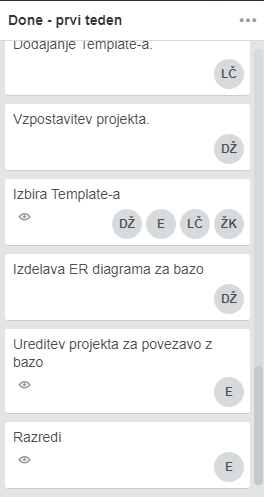 Done - prvi teden
Dodajanje Template-a.
LČ
Vzpostavitev projekta.
DŽ
Izbira Template-a
DŽ E LČ ŽK
Izdelava ER diagrama za bazo
DŽ
Ureditev projekta za povezavo z
bazo
E
Razredi
E